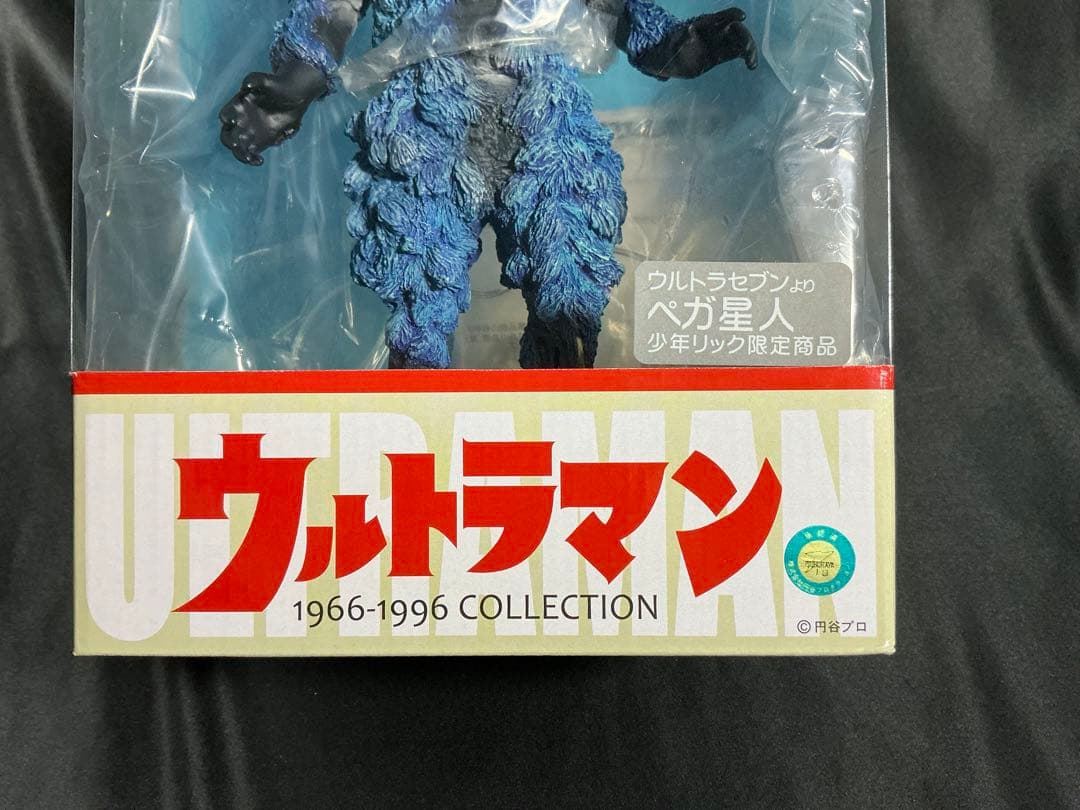 ウルトラセブンより
ペガ星人
少年リック限定商品
ULTRAMAN
ウルトラマン
1966-1996 COLLECTION
©円谷プロ